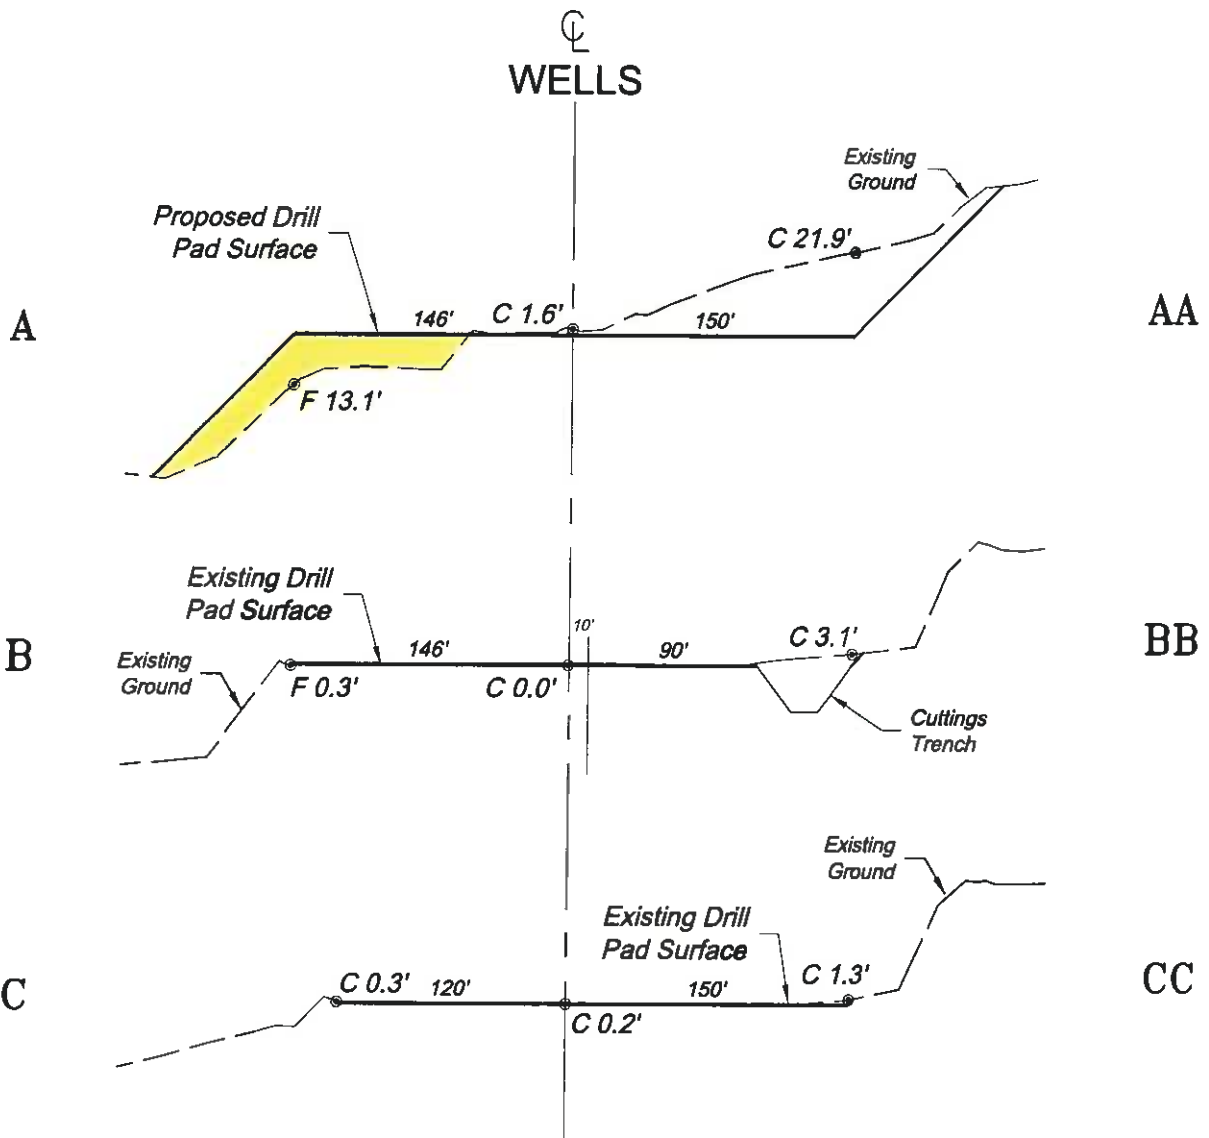 ℄
WELLS
Existing
Ground
Proposed Drill
Pad Surface
C 21.9'
A
146'
C 1.6'
150'
AA
F 13.1'
Existing Drill
Pad Surface
10'
B
Existing
Ground
146'
90'
C 3.1'
BB
F 0.3'
C 0.0'
Cuttings
Trench
Existing
Ground
Existing Drill
Pad Surface
C
C 0.3'
120'
150'
C 1.3'
CC
C 0.2'